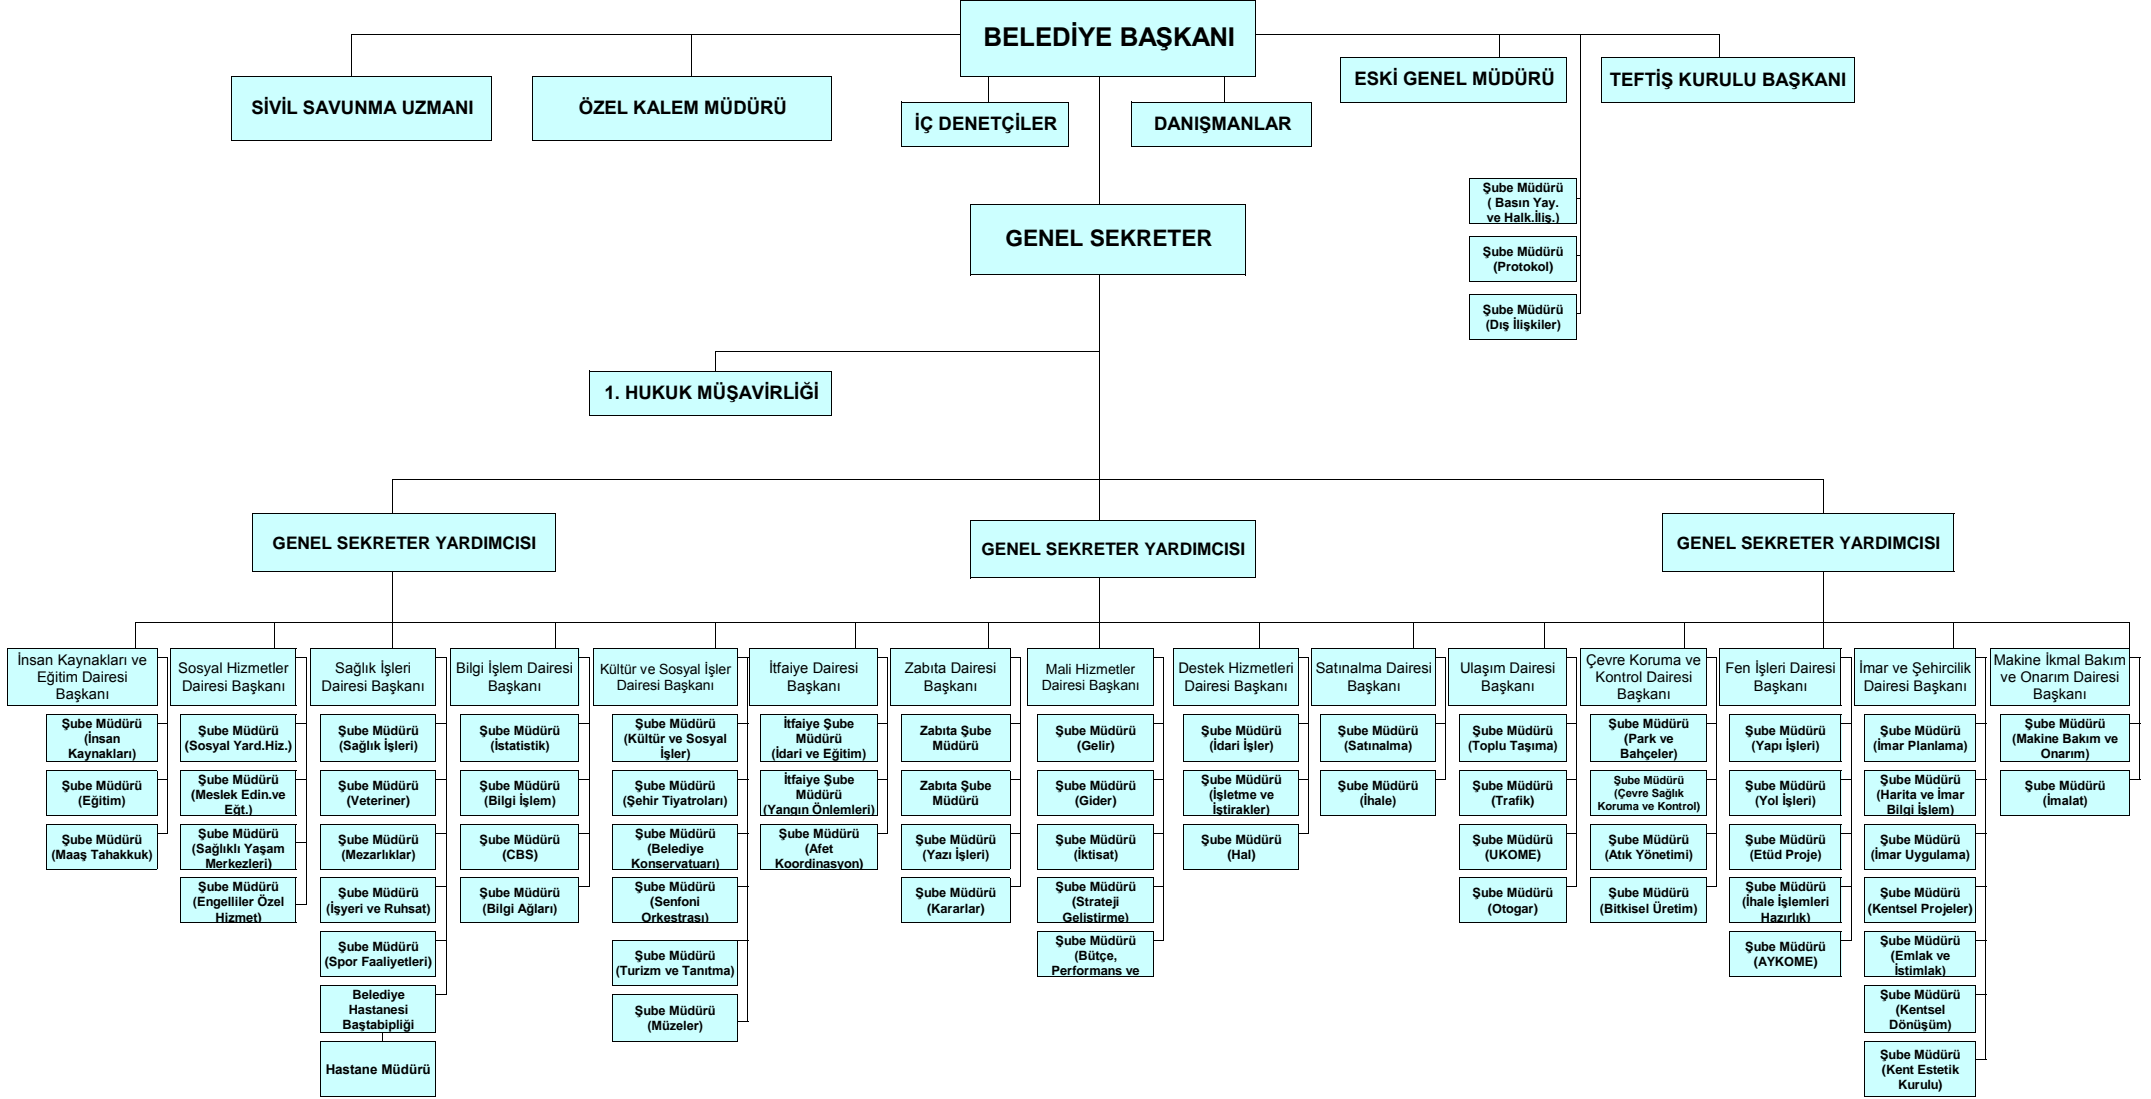 BELEDİYE BAŞKANI
SİVİL SAVUNMA UZMANI
ÖZEL KALEM MÜDÜRÜ
İÇ DENETÇİLER
DANIŞMANLAR
ESKİ GENEL MÜDÜRÜ
TEFTİŞ KURULU BAŞKANI
Şube Müdürü
( Basın Yay.
ve Halk.İliş.)
Şube Müdürü
(Protokol)
Şube Müdürü
(Dış İlişkiler)
GENEL SEKRETER
1. HUKUK MÜŞAVİRLİĞİ
GENEL SEKRETER YARDIMCISI
GENEL SEKRETER YARDIMCISI
GENEL SEKRETER YARDIMCISI
İnsan Kaynakları ve
Eğitim Dairesi
Başkanı
Şube Müdürü
(İnsan
Kaynakları)
Şube Müdürü
(Eğitim)
Şube Müdürü
(Maaş Tahakkuk)
Sosyal Hizmetler
Dairesi Başkanı
Şube Müdürü
(Sosyal Yard.Hiz.)
Şube Müdürü
(Meslek Edin.ve
Eğt.)
Şube Müdürü
(Sağlıklı Yaşam
Merkezleri)
Şube Müdürü
(Engelliler Özel
Hizmet)
Sağlık İşleri
Dairesi Başkanı
Şube Müdürü
(Sağlık İşleri)
Şube Müdürü
(Veteriner)
Şube Müdürü
(Mezarlıklar)
Şube Müdürü
(İşyeri ve Ruhsat)
Şube Müdürü
(Spor Faaliyetleri)
Belediye
Hastanesi
Baştabipliği
Hastane Müdürü
Bilgi İşlem Dairesi
Başkanı
Şube Müdürü
(İstatistik)
Şube Müdürü
(Bilgi İşlem)
Şube Müdürü
(CBS)
Şube Müdürü
(Bilgi Ağları)
Kültür ve Sosyal İşler
Dairesi Başkanı
Şube Müdürü
(Kültür ve Sosyal
İşler)
Şube Müdürü
(Şehir Tiyatroları)
Şube Müdürü
(Belediye
Konservatuarı)
Şube Müdürü
(Senfoni
Orkestrası)
Şube Müdürü
(Turizm ve Tanıtma)
Şube Müdürü
(Müzeler)
İtfaiye Dairesi
Başkanı
İtfaiye Şube
Müdürü
(İdari ve Eğitim)
İtfaiye Şube
Müdürü
(Yangın Önlemleri)
Şube Müdürü
(Afet
Koordinasyon)
Zabıta Dairesi
Başkanı
Zabıta Şube
Müdürü
Zabıta Şube
Müdürü
Şube Müdürü
(Yazı İşleri)
Şube Müdürü
(Kararlar)
Mali Hizmetler
Dairesi Başkanı
Şube Müdürü
(Gelir)
Şube Müdürü
(Gider)
Şube Müdürü
(İktisat)
Şube Müdürü
(Strateji
Geliştirme)
Şube Müdürü
(Bütçe,
Performans ve
Destek Hizmetleri
Dairesi Başkanı
Şube Müdürü
(İdari İşler)
Şube Müdürü
(İşletme ve
İştirakler)
Şube Müdürü
(Hal)
Satınalma Dairesi
Başkanı
Şube Müdürü
(Satınalma)
Şube Müdürü
(İhale)
Ulaşım Dairesi
Başkanı
Şube Müdürü
(Toplu Taşıma)
Şube Müdürü
(Trafik)
Şube Müdürü
(UKOME)
Şube Müdürü
(Otogar)
Çevre Koruma ve
Kontrol Dairesi
Başkanı
Şube Müdürü
(Park ve
Bahçeler)
Şube Müdürü
(Çevre Sağlık
Koruma ve Kontrol)
Şube Müdürü
(Atık Yönetimi)
Şube Müdürü
(Bitkisel Üretim)
Fen İşleri Dairesi
Başkanı
Şube Müdürü
(Yapı İşleri)
Şube Müdürü
(Yol İşleri)
Şube Müdürü
(Etüd Proje)
Şube Müdürü
(İhale İşlemleri
Hazırlık)
Şube Müdürü
(AYKOME)
İmar ve Şehircilik
Dairesi Başkanı
Şube Müdürü
(İmar Planlama)
Şube Müdürü
(Harita ve İmar
Bilgi İşlem)
Şube Müdürü
(İmar Uygulama)
Şube Müdürü
(Kentsel Projeler)
Şube Müdürü
(Emlak ve
İstimlak)
Şube Müdürü
(Kentsel
Dönüşüm)
Şube Müdürü
(Kent Estetik
Kurulu)
Makine İkmal Bakım
ve Onarım Dairesi
Başkanı
Şube Müdürü
(Makine Bakım ve
Onarım)
Şube Müdürü
(İmalat)